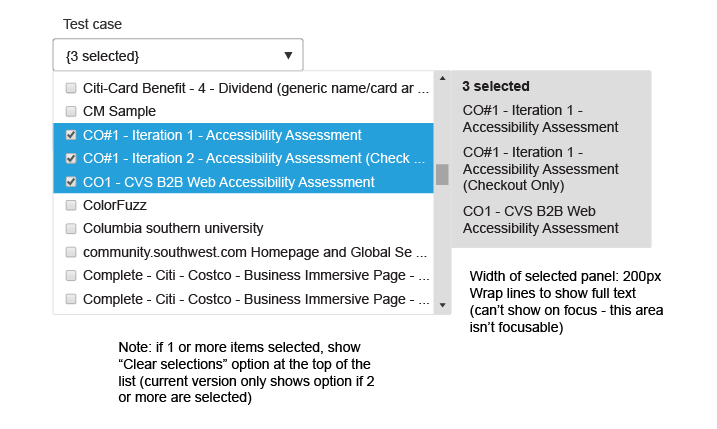 Test case
{3 selected}
Citi-Card Benefit - 4 - Dividend (generic name/card ar ...
CM Sample
CO#1 - Iteration 1 - Accessibility Assessment
CO#1 - Iteration 2 - Accessibility Assessment (Check ...
CO1 - CVS B2B Web Accessibility Assessment
ColorFuzz
Columbia southern university
community.southwest.com Homepage and Global Se ...
Complete - Citi - Costco - Business Immersive Page - ...
Complete - Citi - Costco - Business Immersive Page - ...
3 selected
CO#1 - Iteration 1 -
Accessibility Assessment
CO#1 - Iteration 1 -
Accessibility Assessment
(Checkout Only)
CO1 - CVS B2B Web
Accessibility Assessment
Width of selected panel: 200px
Wrap lines to show full text
(can’t show on focus - this area
isn’t focusable)
Note: if 1 or more items selected, show
“Clear selections” option at the top of the
list (current version only shows option if 2
or more are selected)